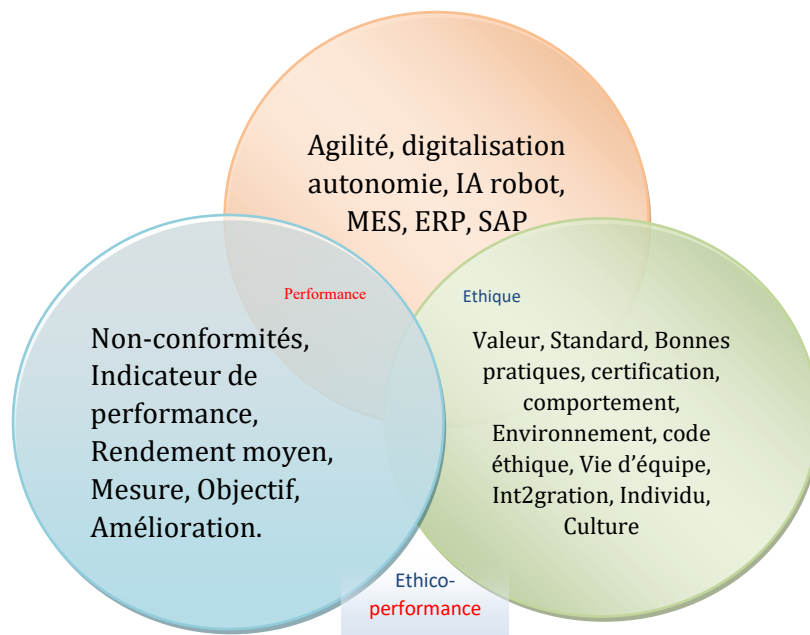 Agilité, digitalisation
autonomie, IA robot,
MES, ERP, SAP
Performance
Ethique
Non-conformités,
Indicateur de
performance,
Rendement moyen,
Mesure, Objectif,
Amélioration.
Valeur, Standard, Bonnes
pratiques, certification,
comportement,
Environnement, code
éthique, Vie d’équipe,
Int2gration, Individu,
Culture
Ethico-
performance